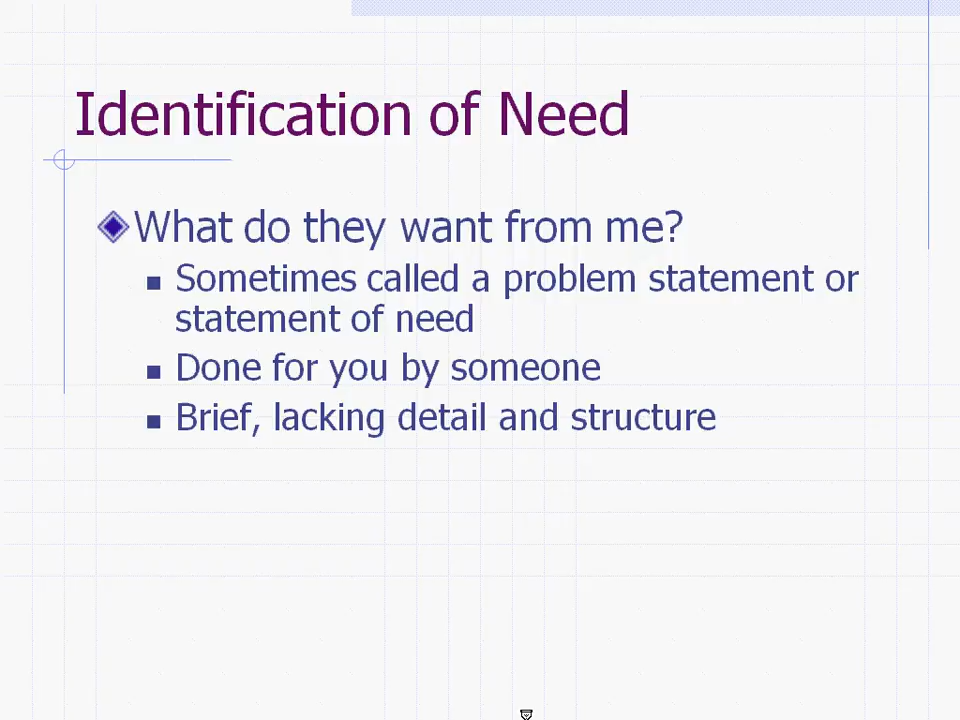 Identification of Need
What do they want from me?
Sometimes called a problem statement or
statement of need
Done for you by someone
Brief, lacking detail and structure